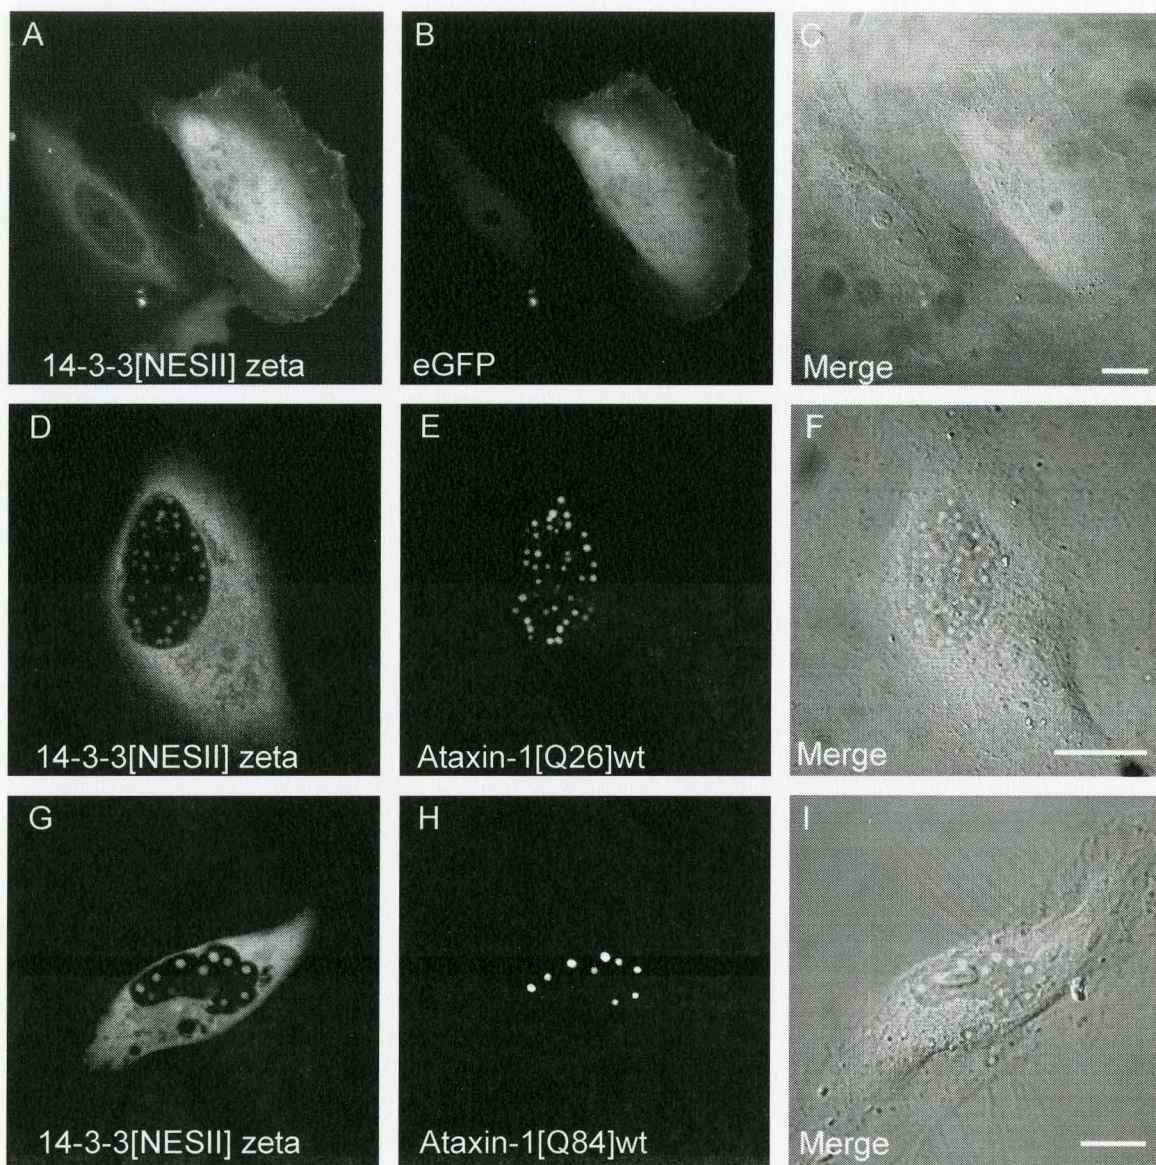 A
B
C
14-3-3[NESII] zeta
eGFP
Merge
D
E
F
14-3-3[NESII] zeta
Ataxin-1[Q26]wt
Merge
G
H
I
14-3-3[NESII] zeta
Ataxin-1[Q84]wt
Merge